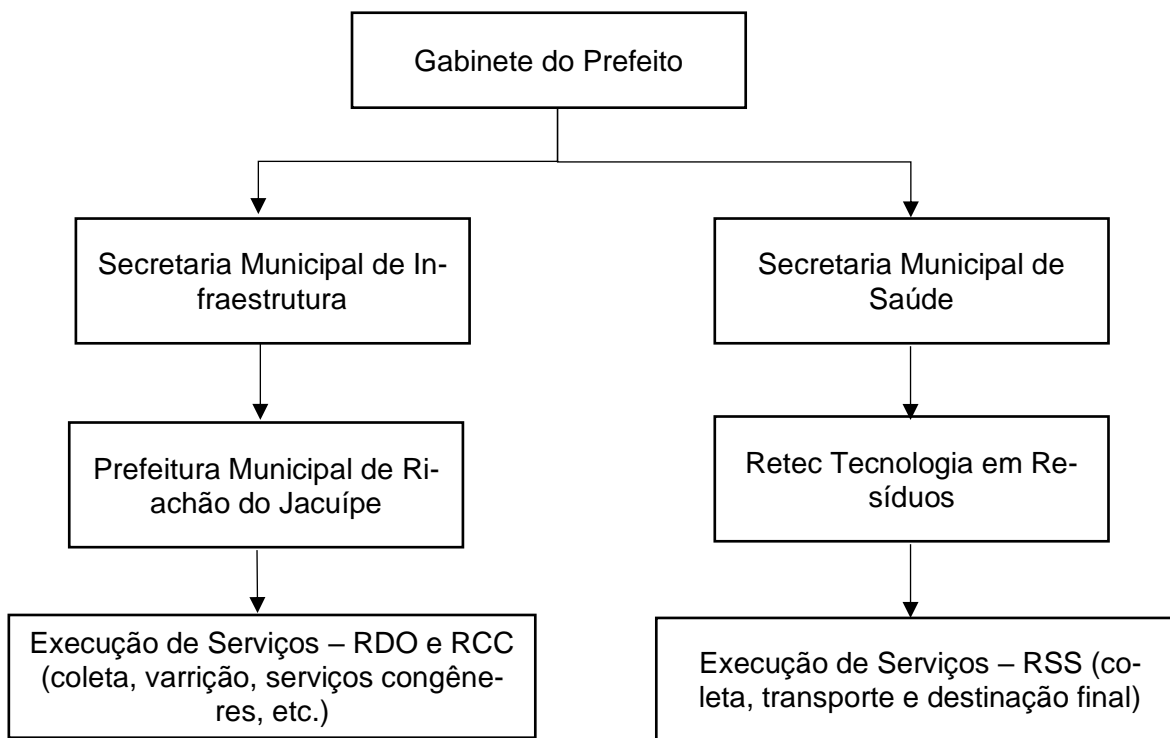 Gabinete do Prefeito
Secretaria Municipal de In-
fraestrutura
Secretaria Municipal de
Saúde
Prefeitura Municipal de Ri-
achão do Jacuípe
Retec Tecnologia em Re-
síduos
Execução de Serviços – RDO e RCC
(coleta, varrição, serviços congêne-
res, etc.)
Execução de Serviços – RSS (co-
leta, transporte e destinação final)